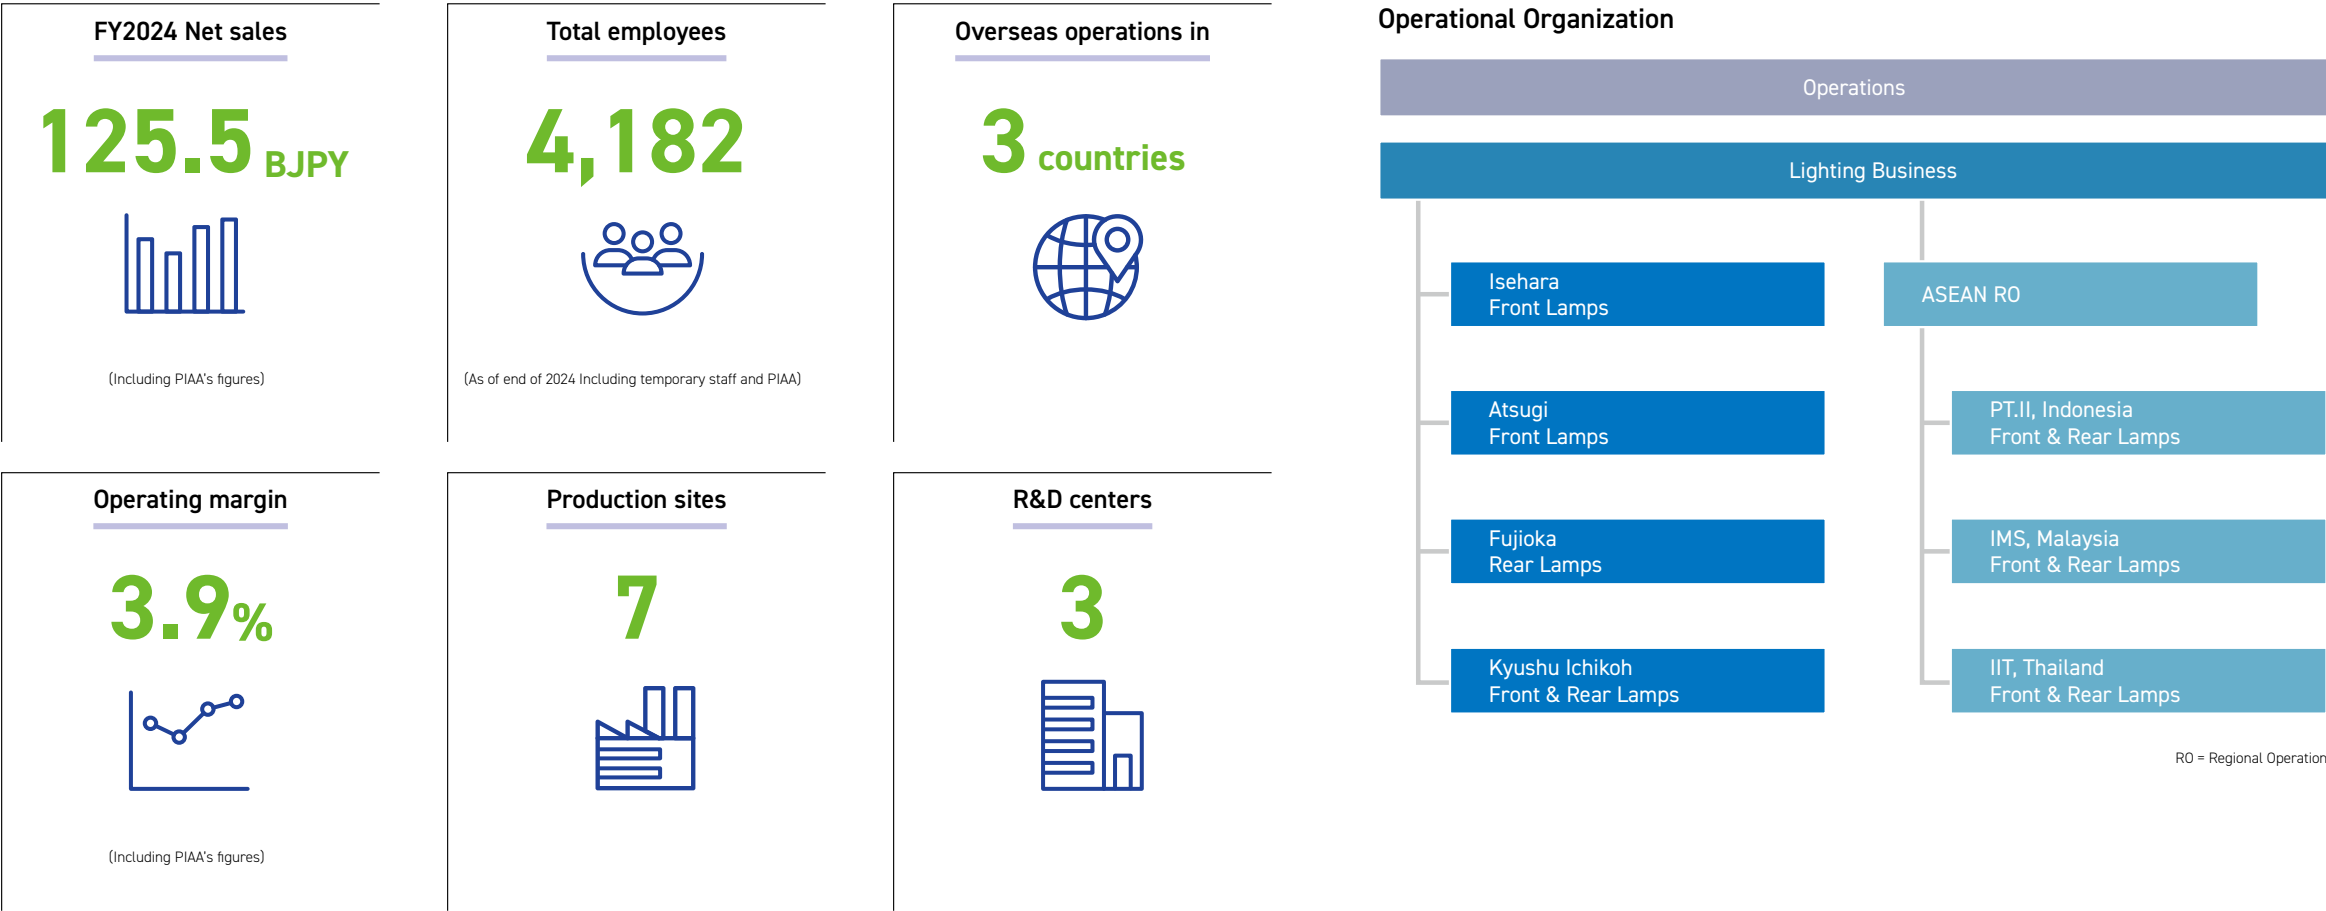 FY2024 Net sales
125.5 BJPY
(Including PIAA's figures)
Total employees
4,182
(As of end of 2024 Including temporary staff and PIAA)
Overseas operations in
3 countries
Operating margin
3.9%
(Including PIAA's figures)
Production sites
7
R&D centers
3
Operational Organization
Operations
Lighting Business
Isehara
Front Lamps
Atsugi
Front Lamps
Fujioka
Rear Lamps
Kyushu Ichikoh
Front & Rear Lamps
ASEAN RO
PT.II, Indonesia
Front & Rear Lamps
IMS, Malaysia
Front & Rear Lamps
IIT, Thailand
Front & Rear Lamps
RO = Regional Operation